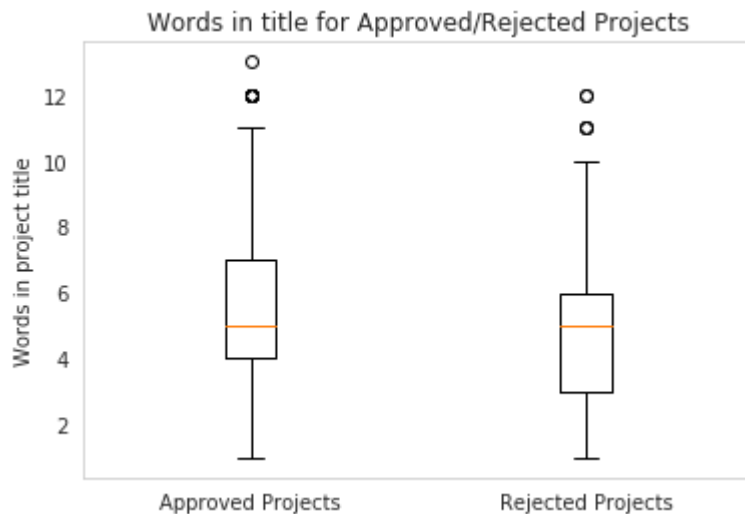 Words in title for Approved/Rejected Projects
Words in project title
12
10
8
6
4
2
Approved Projects
Rejected Projects